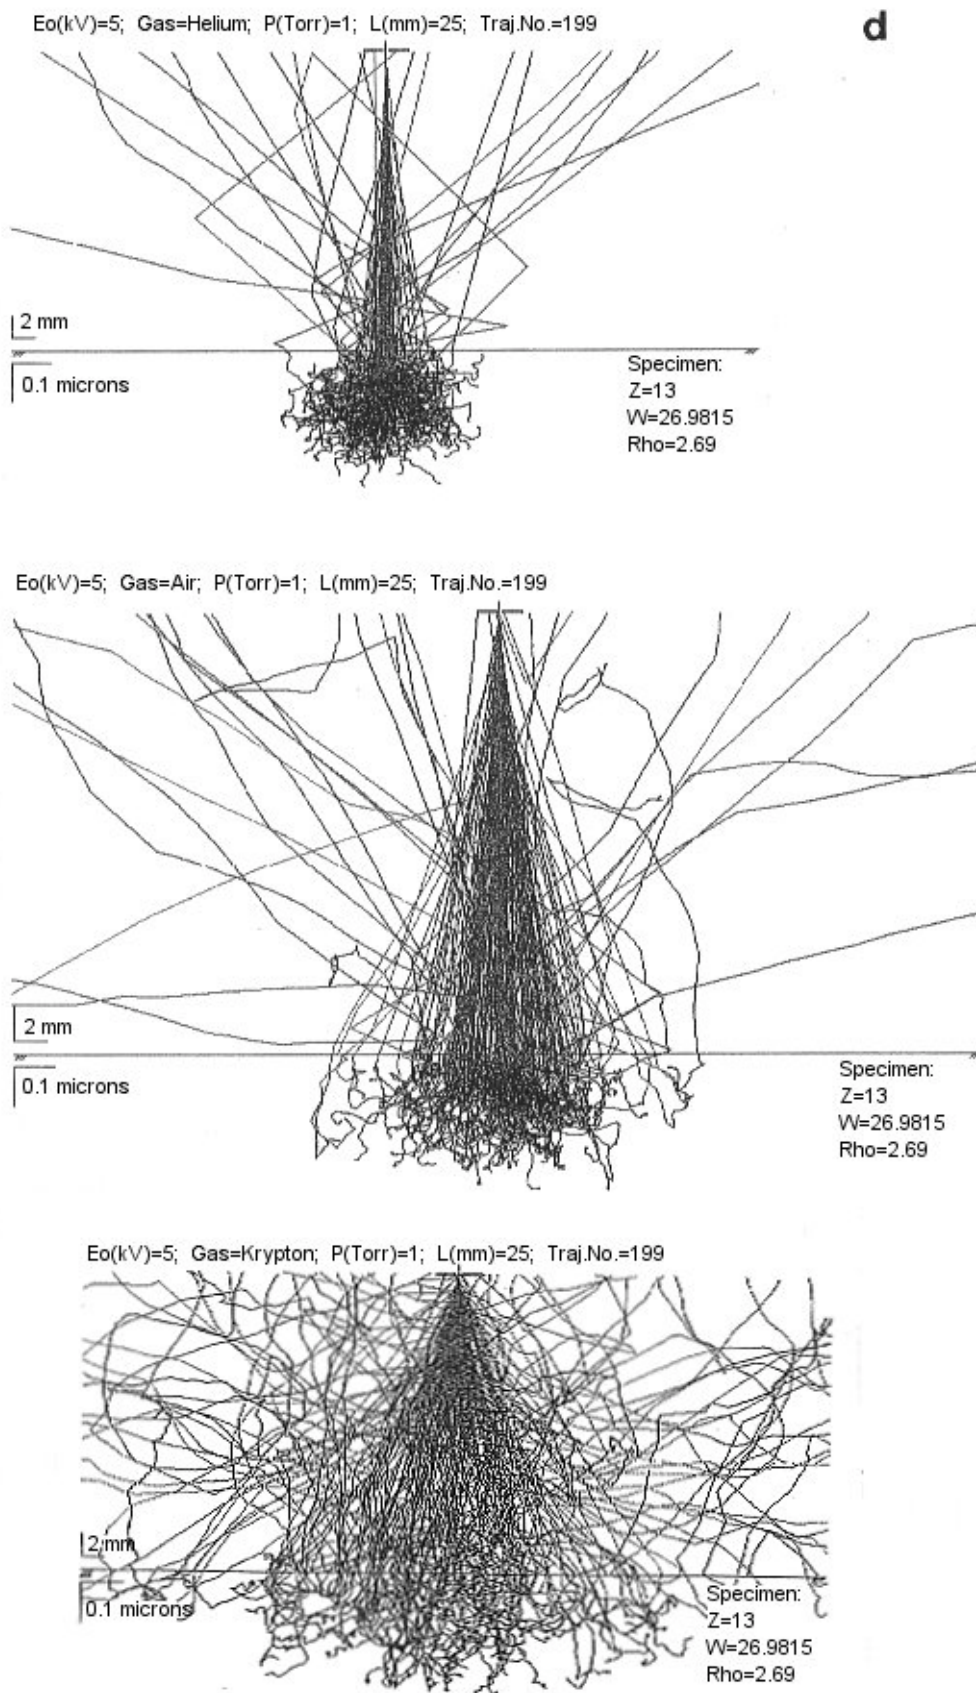 Eo(kV)=5; Gas=Helium; P(Torr)=1; L(mm)=25; Traj.No.=199
d
2 mm
0.1 microns
Specimen:
Z=13
W=26.9815
Rho=2.69
Eo(kV)=5; Gas=Air; P(Torr)=1; L(mm)=25; Traj.No.=199
2 mm
0.1 microns
Specimen:
Z=13
W=26.9815
Rho=2.69
Eo(kV)=5; Gas=Krypton; P(Torr)=1; L(mm)=25; Traj.No.=199
2 mm
0.1 microns
Specimen:
Z=13
W=26.9815
Rho=2.69